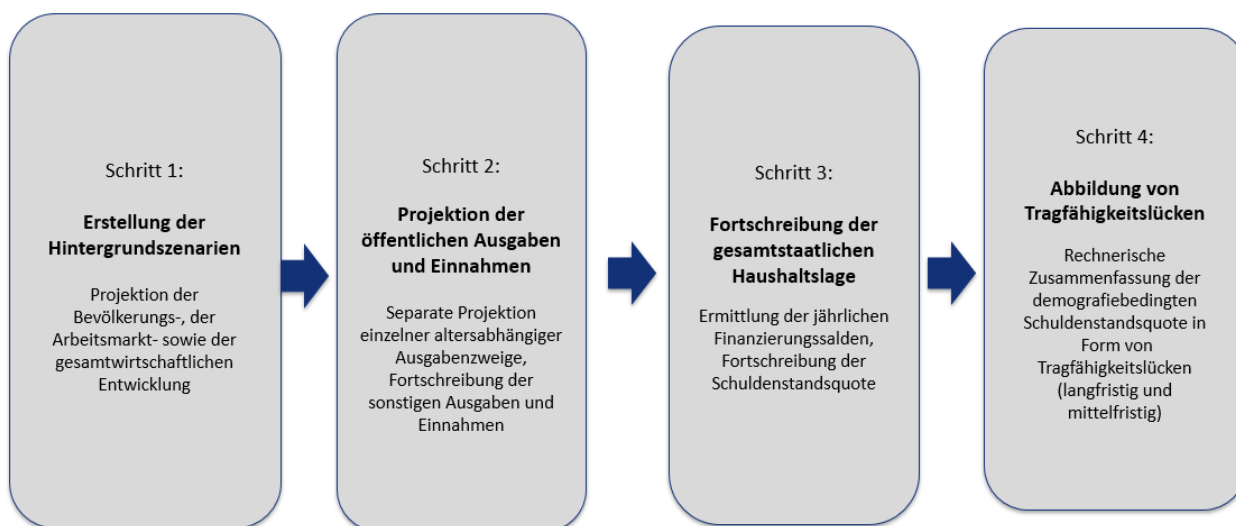 Schritt 1:
Erstellung der
Hintergrundszenarien
Projektion der
Bevölkerungs-, der
Arbeitsmarkt- sowie der
gesamtwirtschaftlichen
Entwicklung
Schritt 2:
Projektion der
öffentlichen Ausgaben
und Einnahmen
Separate Projektion
einzelner altersabhängiger
Ausgabenzweige,
Fortschreibung der
sonstigen Ausgaben und
Einnahmen
Schritt 3:
Fortschreibung der
gesamtstaatlichen
Haushaltslage
Ermittlung der jährlichen
Finanzierungssalden,
Fortschreibung der
Schuldenstandsquote
Schritt 4:
Abbildung von
Tragfähigkeitslücken
Rechnerische
Zusammenfassung der
demografiebedingten
Schuldenstandsquote in
Form von
Tragfähigkeitslücken
(langfristig und
mittelfristig)